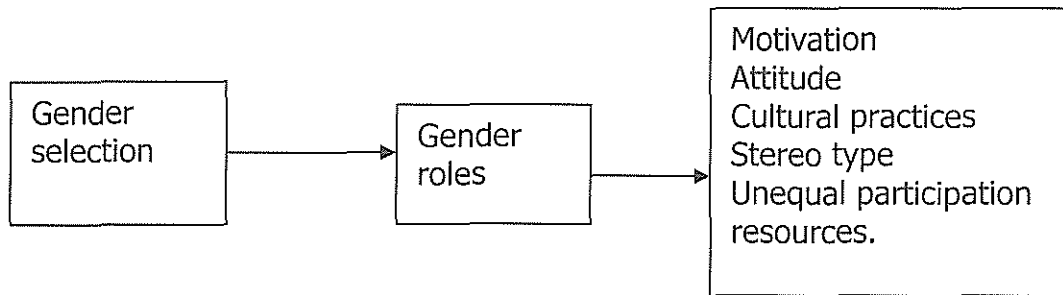 Gender
selection
Gender
roles
Motivation
Attitude
Cultural practices
Stereo type
Unequal participation
resources.